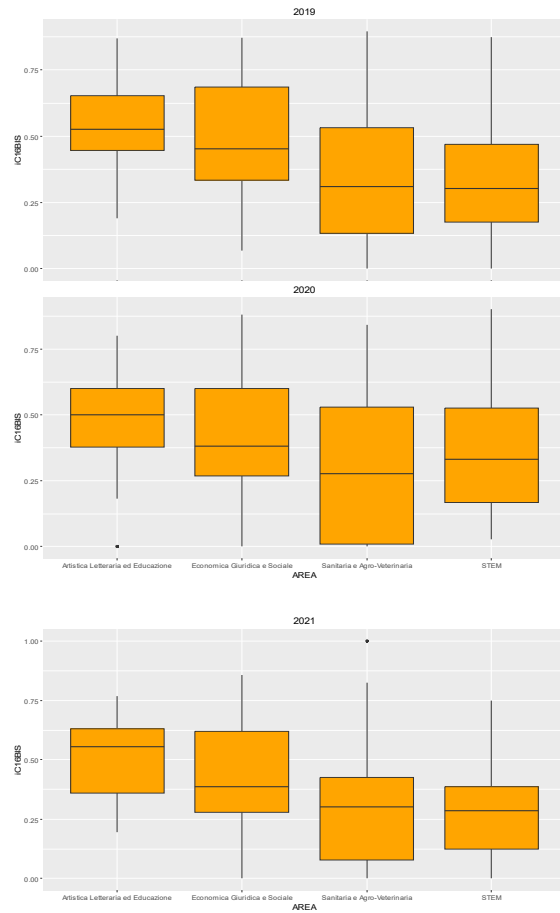 2019
0.75
0.50
0.25
0.00
iC16BIS
2020
0.75
0.50
0.25
0.00
iC16BIS
Artistica Letteraria ed Educazione Economica Giuridica e Sociale Sanitaria e Agro-Veterinaria STEM
AREA
2021
1.00
0.75
0.50
0.25
0.00
iC16BIS
Artistica Letteraria ed Educazione Economica Giuridica e Sociale Sanitaria e Agro-Veterinaria STEM
AREA